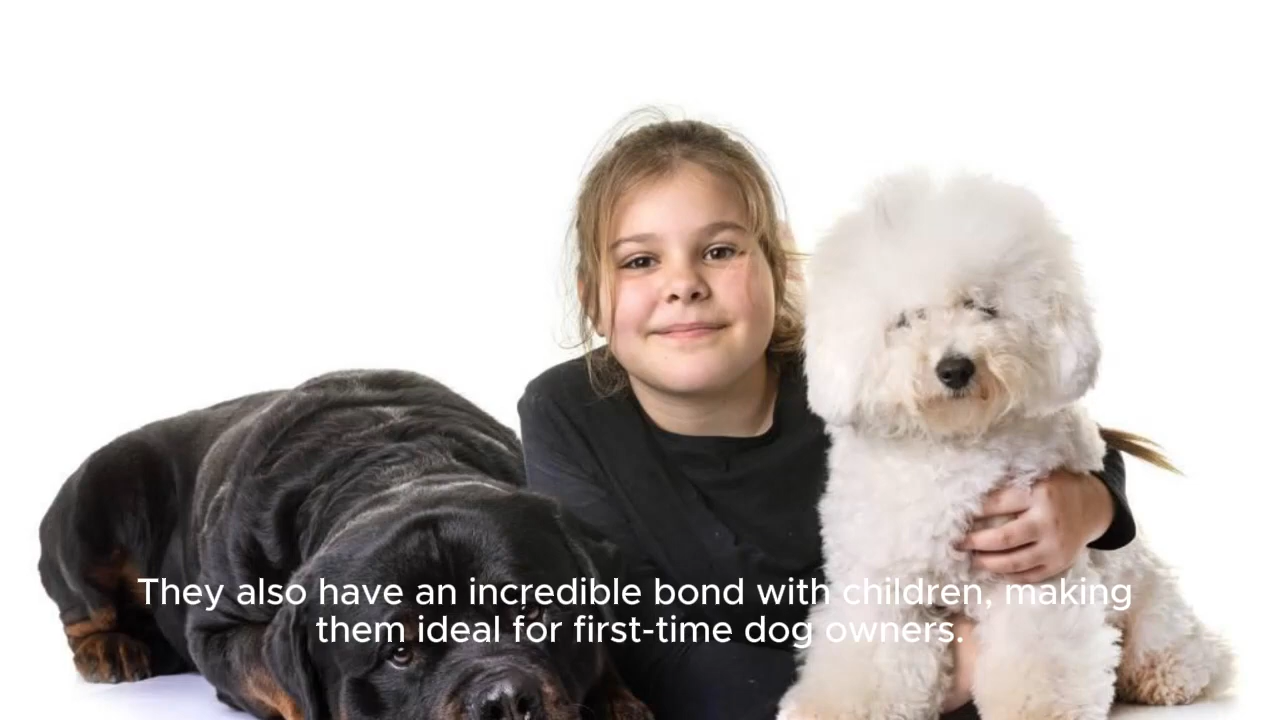 They also have an incredible bond with children, making
them ideal for first-time dog owners.